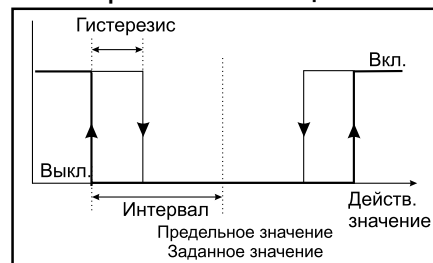 Гистерезис
Вкл.
Выкл.
Интервал
Действ.
значение
Предельное значение
Заданное значение